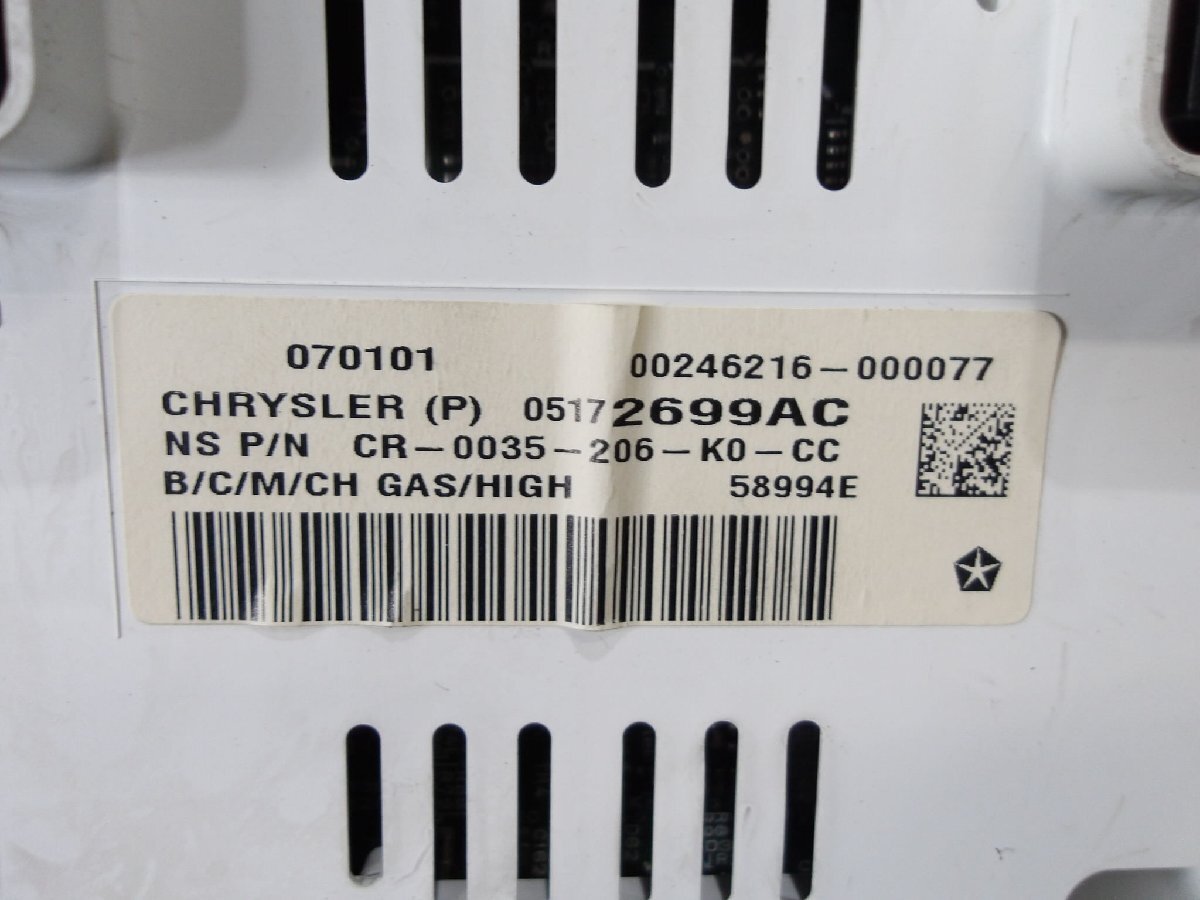 070101 00246216-000077
CHRYSLER (P) 05172699AC
NS P/N CR-0035-206-K0-CC
B/C/M/CH GAS/HIGH 58994E